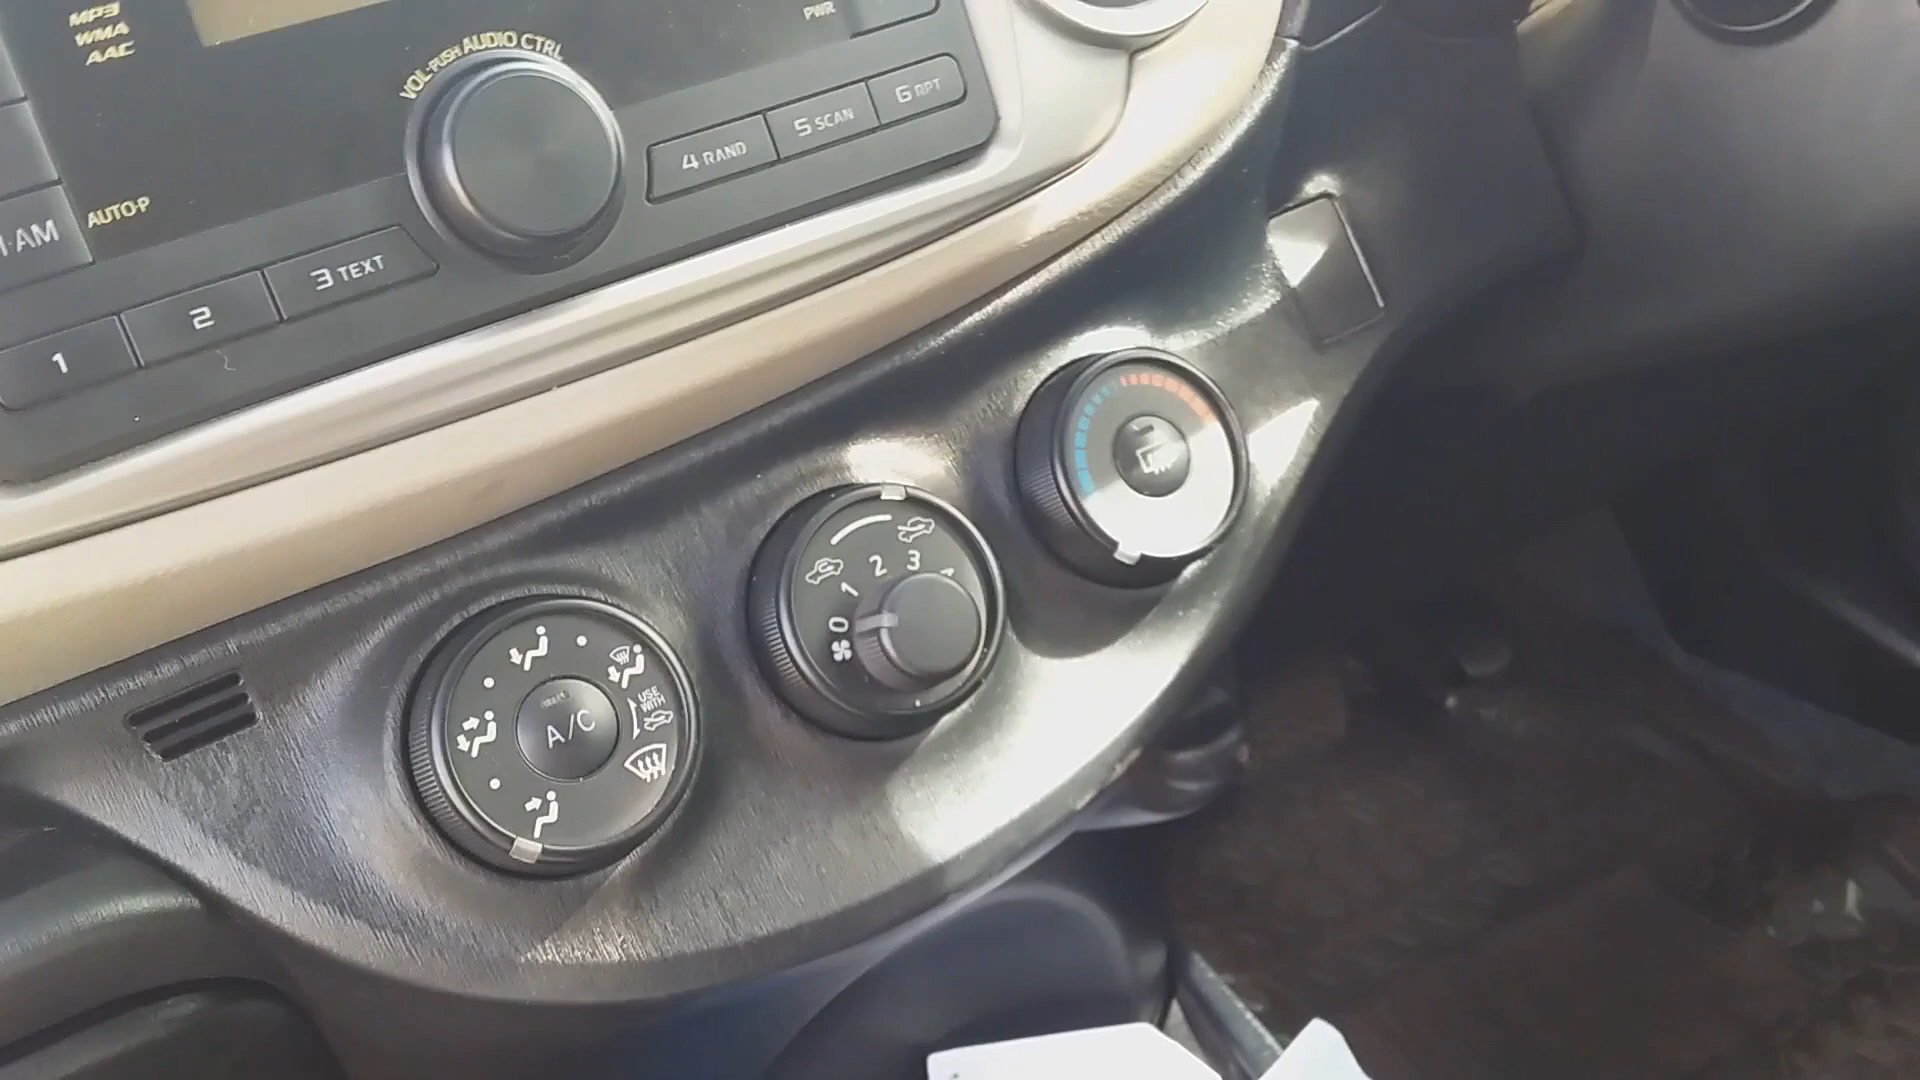 MP3
WMA
AAC
PWR
VOL·PUSH AUDIO CTRL
AUTO-P
AM
1
2
3 TEXT
4 RAND
5 SCAN
6 RPT
0
1
2
3
A/C
USE
WITH